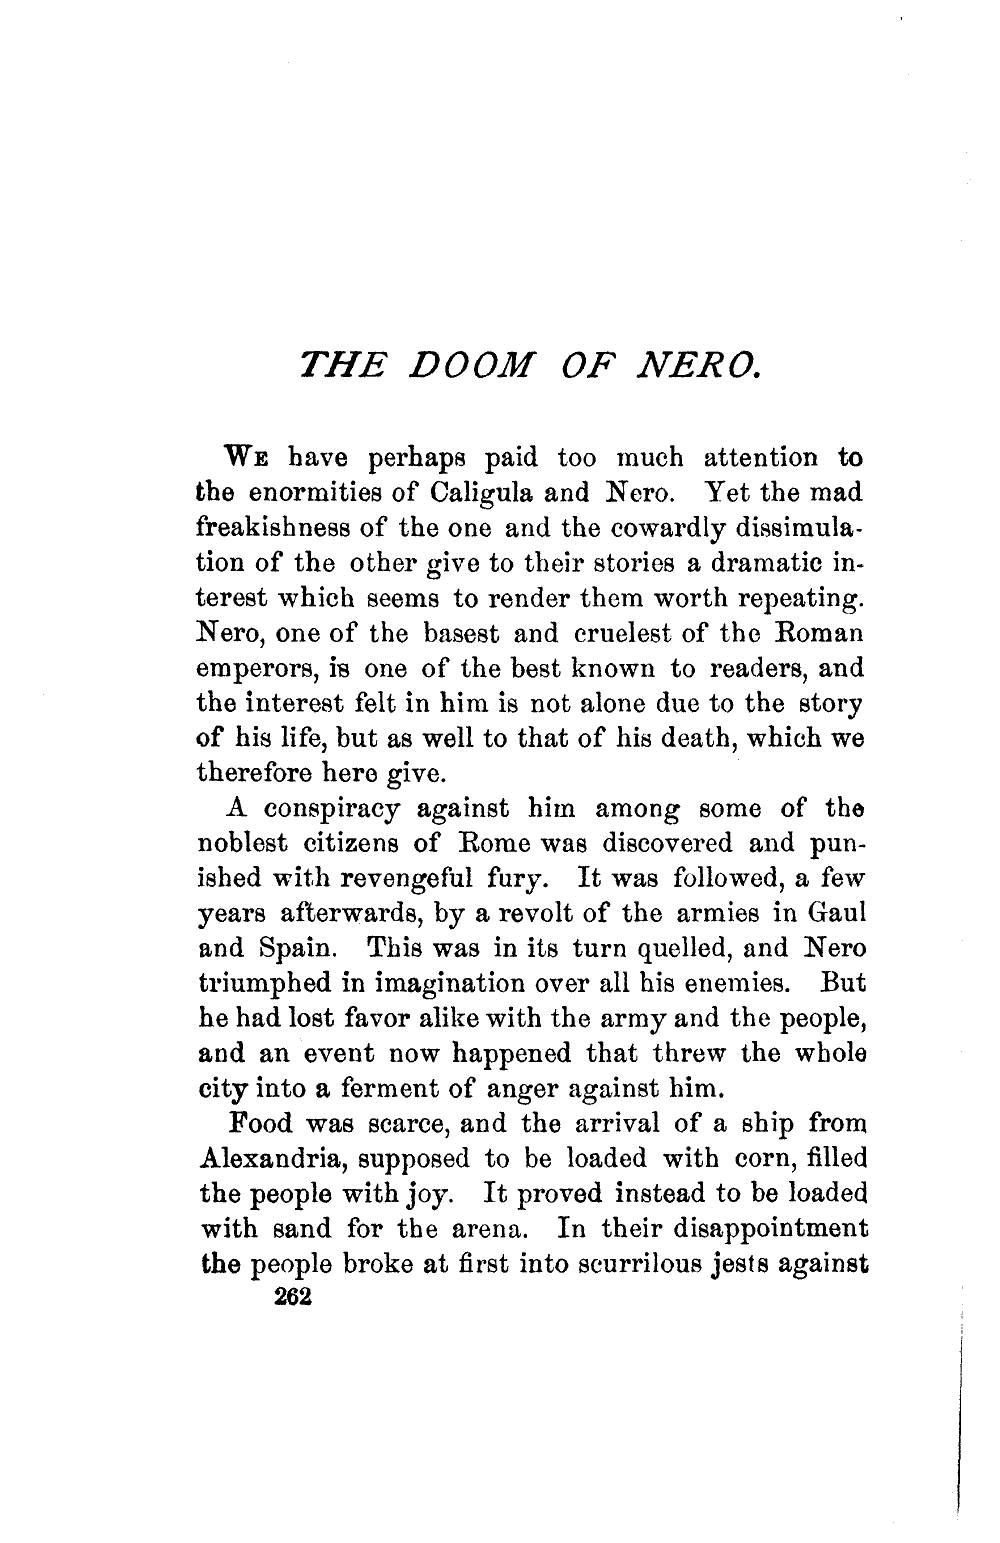 THE DOOM OF NERO.
WE have perhaps paid too much attention to
the enormities of Caligula and Nero. Yet the mad
freakishness of the one and the cowardly dissimula-
tion of the other give to their stories a dramatic in-
terest which seems to render them worth repeating.
Nero, one of the basest and cruelest of the Roman
emperors, is one of the best known to readers, and
the interest felt in him is not alone due to the story
of his life, but as well to that of his death, which we
therefore here give.
A conspiracy against him among some of the
noblest citizens of Rome was discovered and pun-
ished with revengeful fury. It was followed, a few
years afterwards, by a revolt of the armies in Gaul
and Spain. This was in its turn quelled, and Nero
triumphed in imagination over all his enemies. But
he had lost favor alike with the army and the people,
and an event now happened that threw the whole
city into a ferment of anger against him.
Food was scarce, and the arrival of a ship from
Alexandria, supposed to be loaded with corn, filled
the people with joy. It proved instead to be loaded
with sand for the arena. In their disappointment
the people broke at first into scurrilous jests against
262